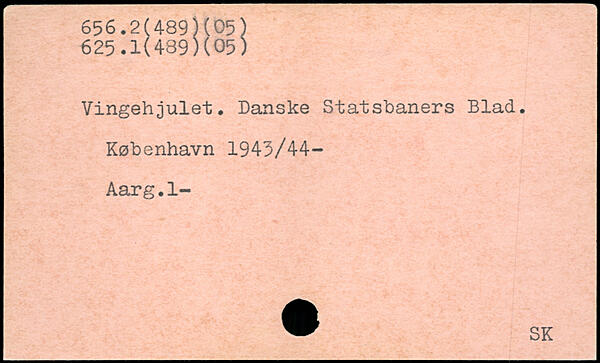 656.2(489)(05)
625.1(489)(05)
Vingehjulet. Danske Statsbaners Blad.
København 1943/44-
Aarg.1-
SK